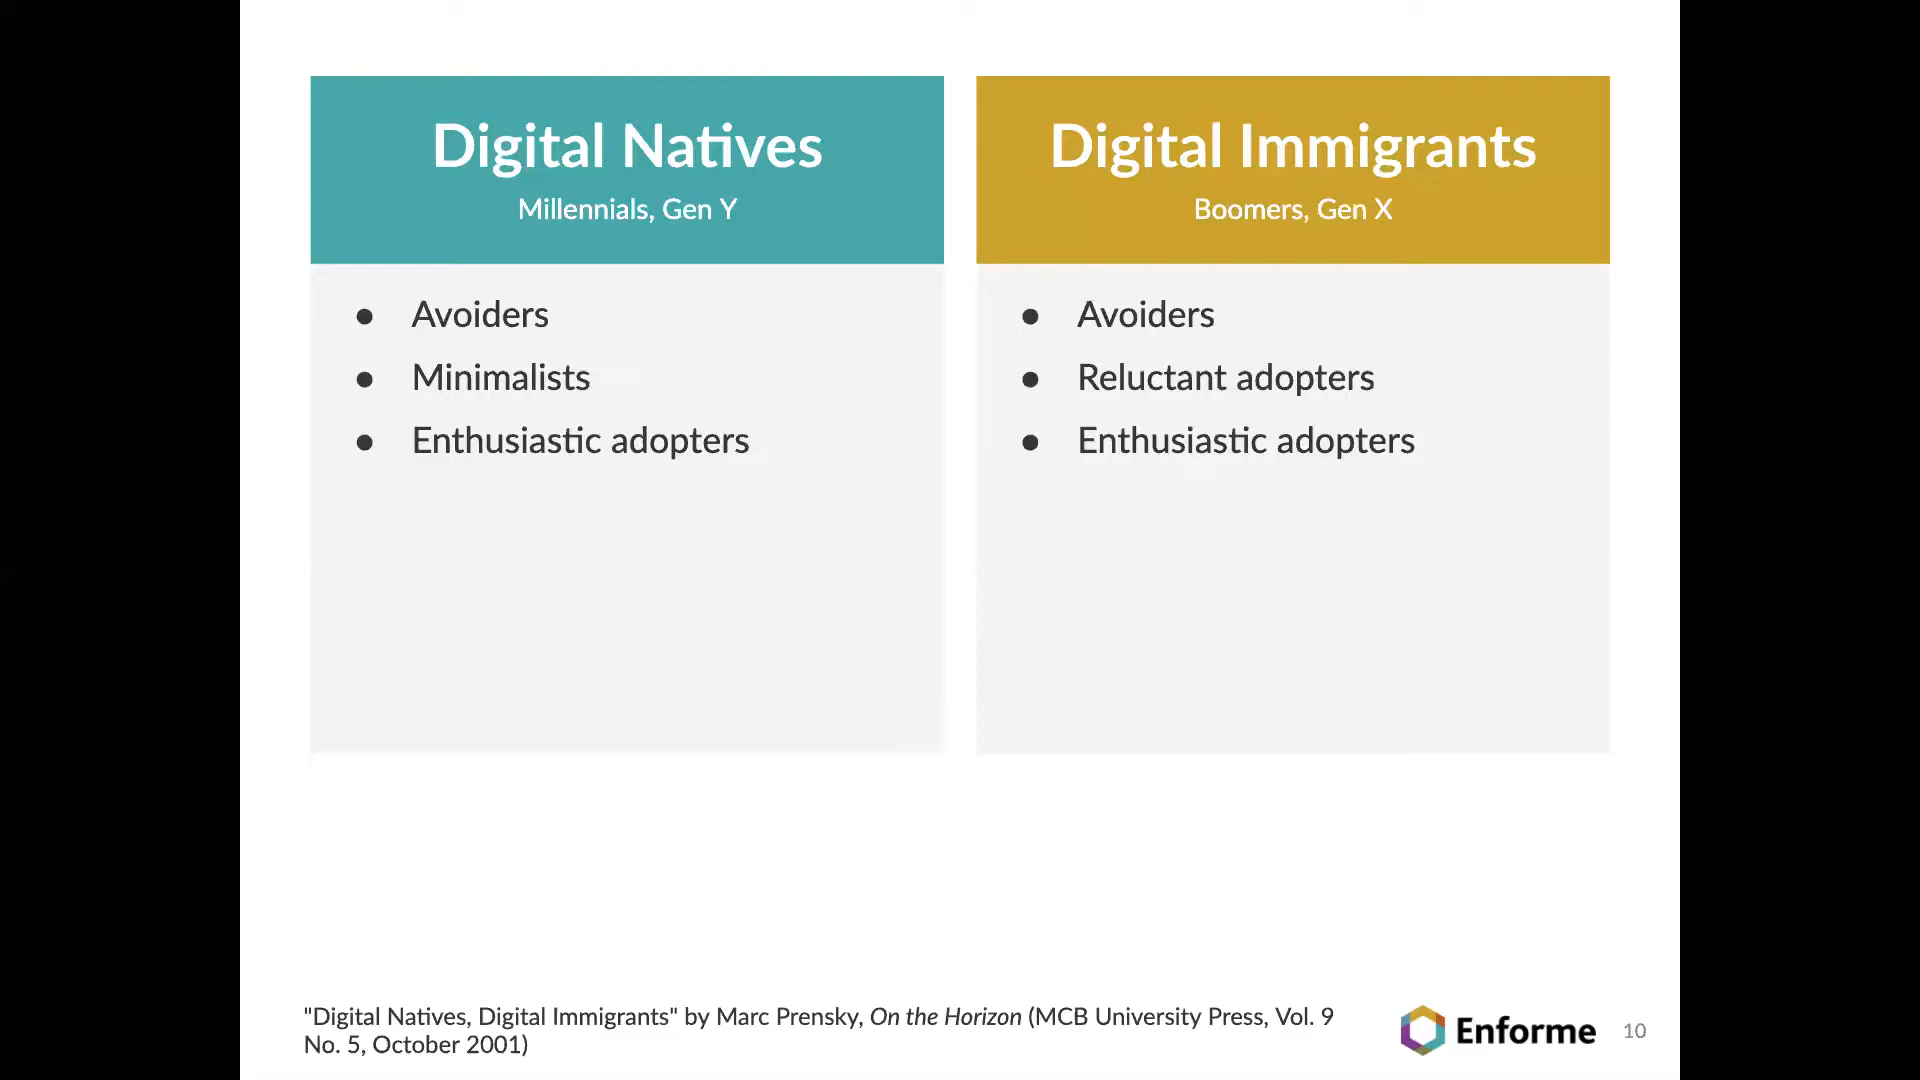 Digital Natives
Millennials, Gen Y
● Avoiders
● Minimalists
● Enthusiastic adopters
Digital Immigrants
Boomers, Gen X
● Avoiders
● Reluctant adopters
● Enthusiastic adopters
"Digital Natives, Digital Immigrants" by Marc Prensky, On the Horizon (MCB University Press, Vol. 9
No. 5, October 2001)
Enforme
10